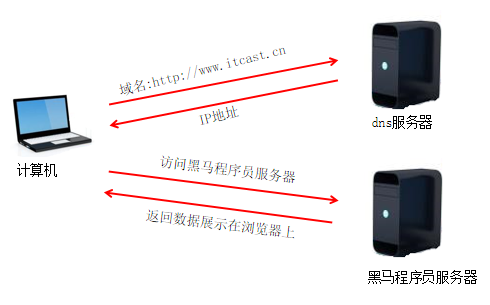 域名:http://www.itcast.cn
IP地址
dns服务器
计算机
访问黑马程序员服务器
返回数据展示在浏览器上
黑马程序员服务器